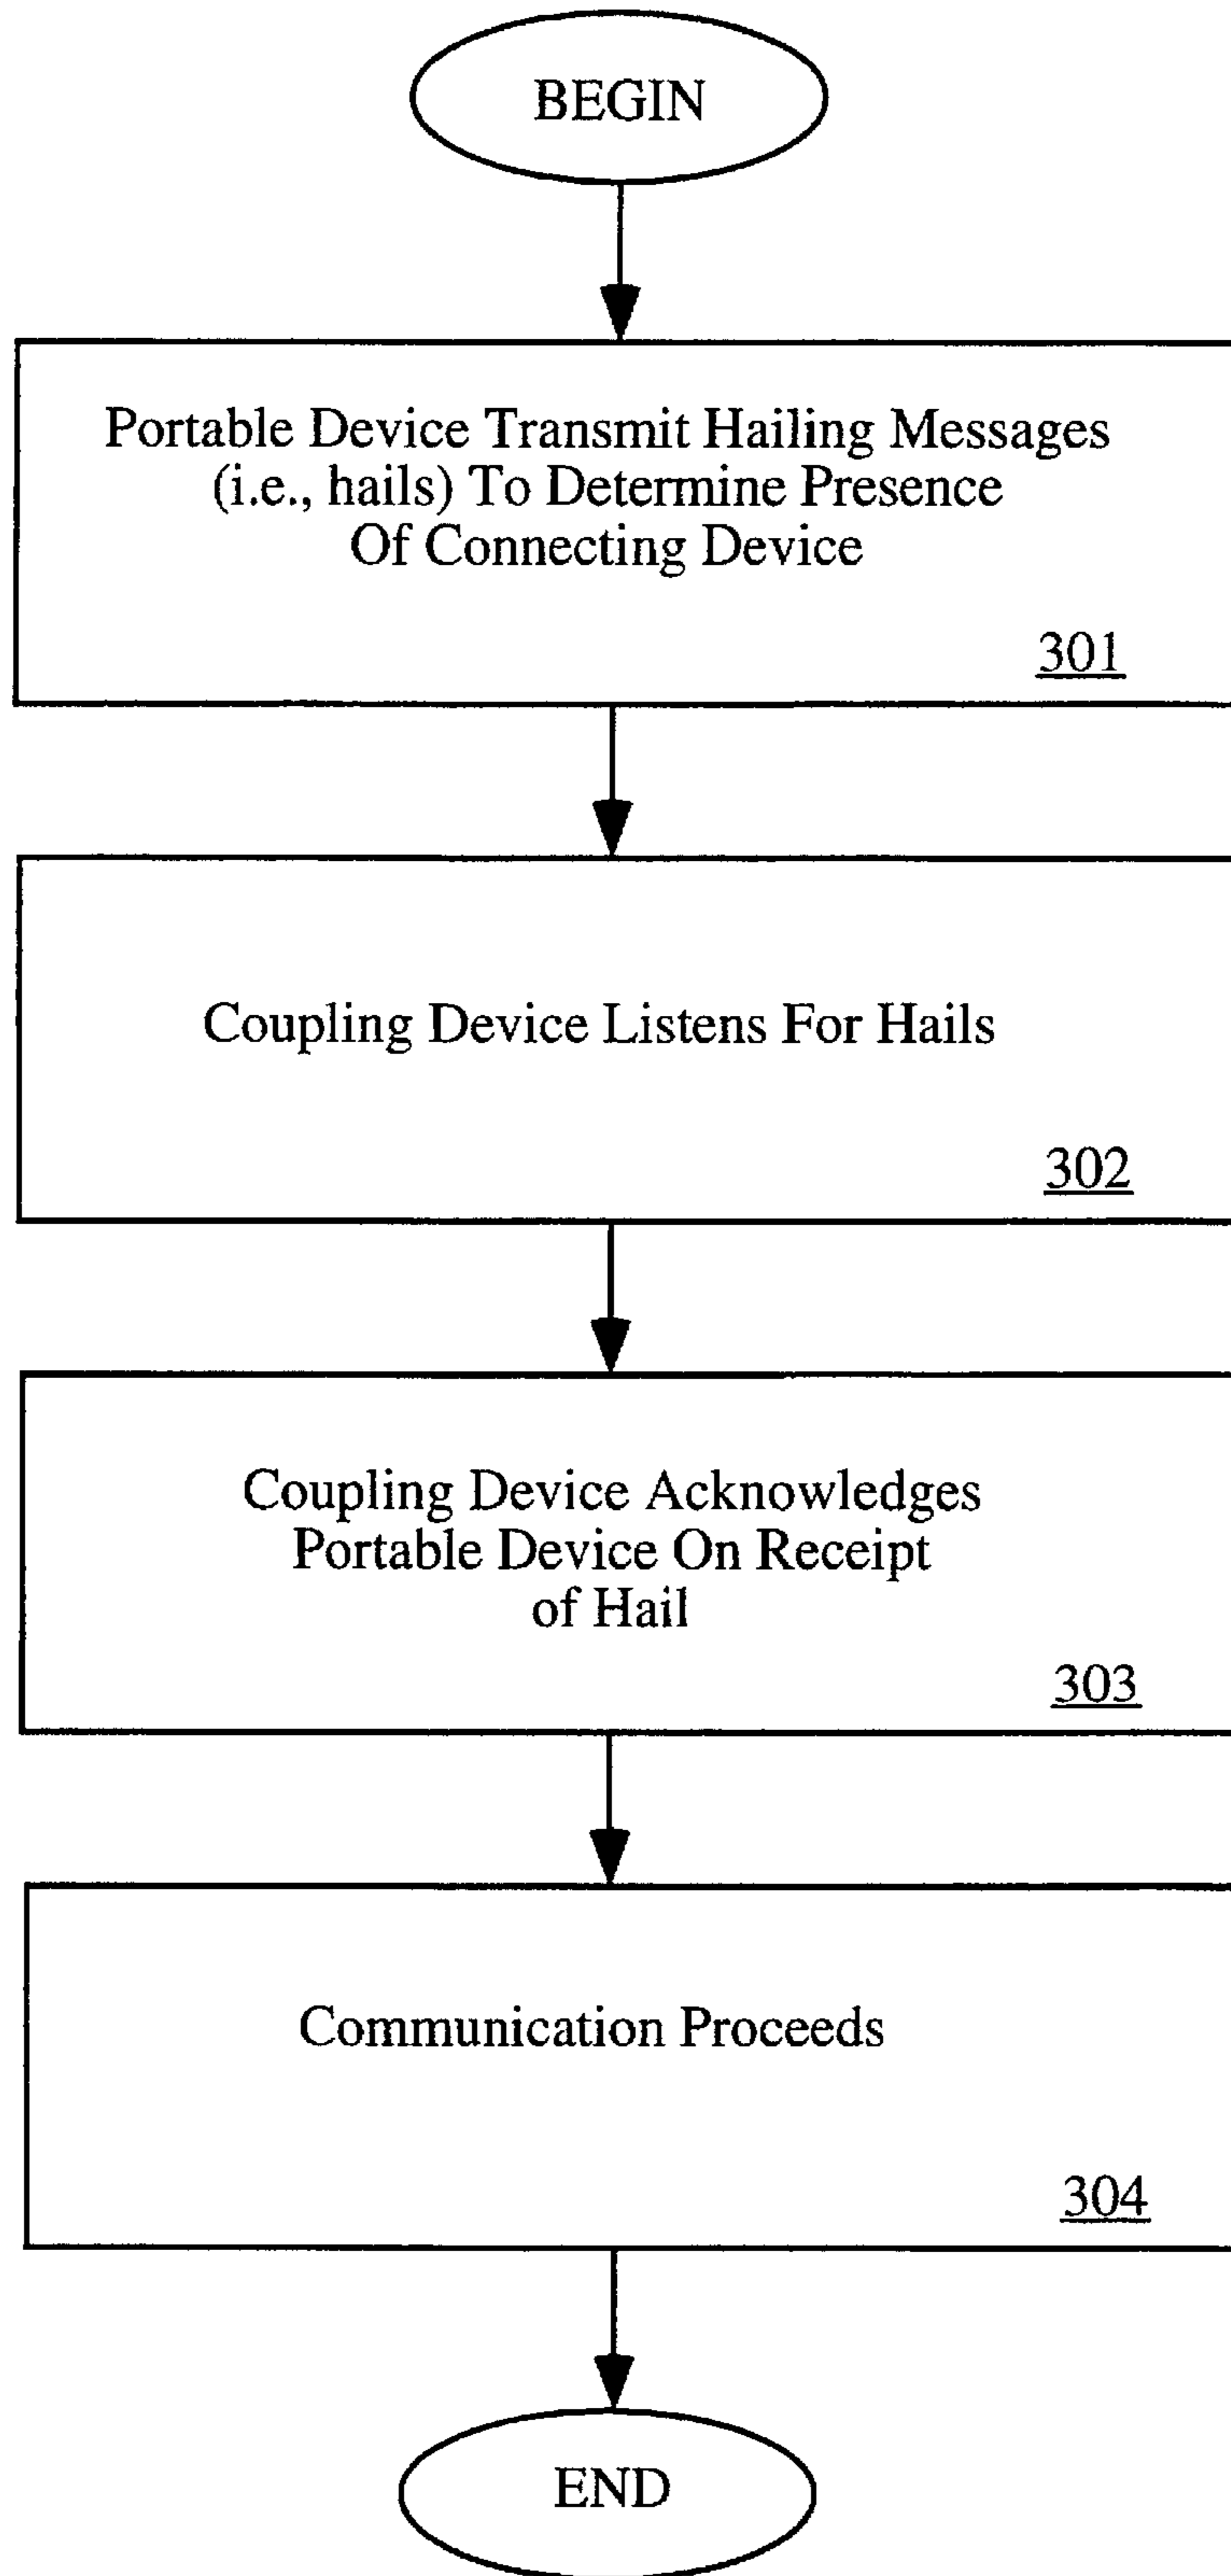 BEGIN
Portable Device Transmit Hailing Messages
(i.e., hails) To Determine Presence
Of Connecting Device
301
Coupling Device Listens For Hails
302
Coupling Device Acknowledges
Portable Device On Receipt
of Hail
303
Communication Proceeds
304
END